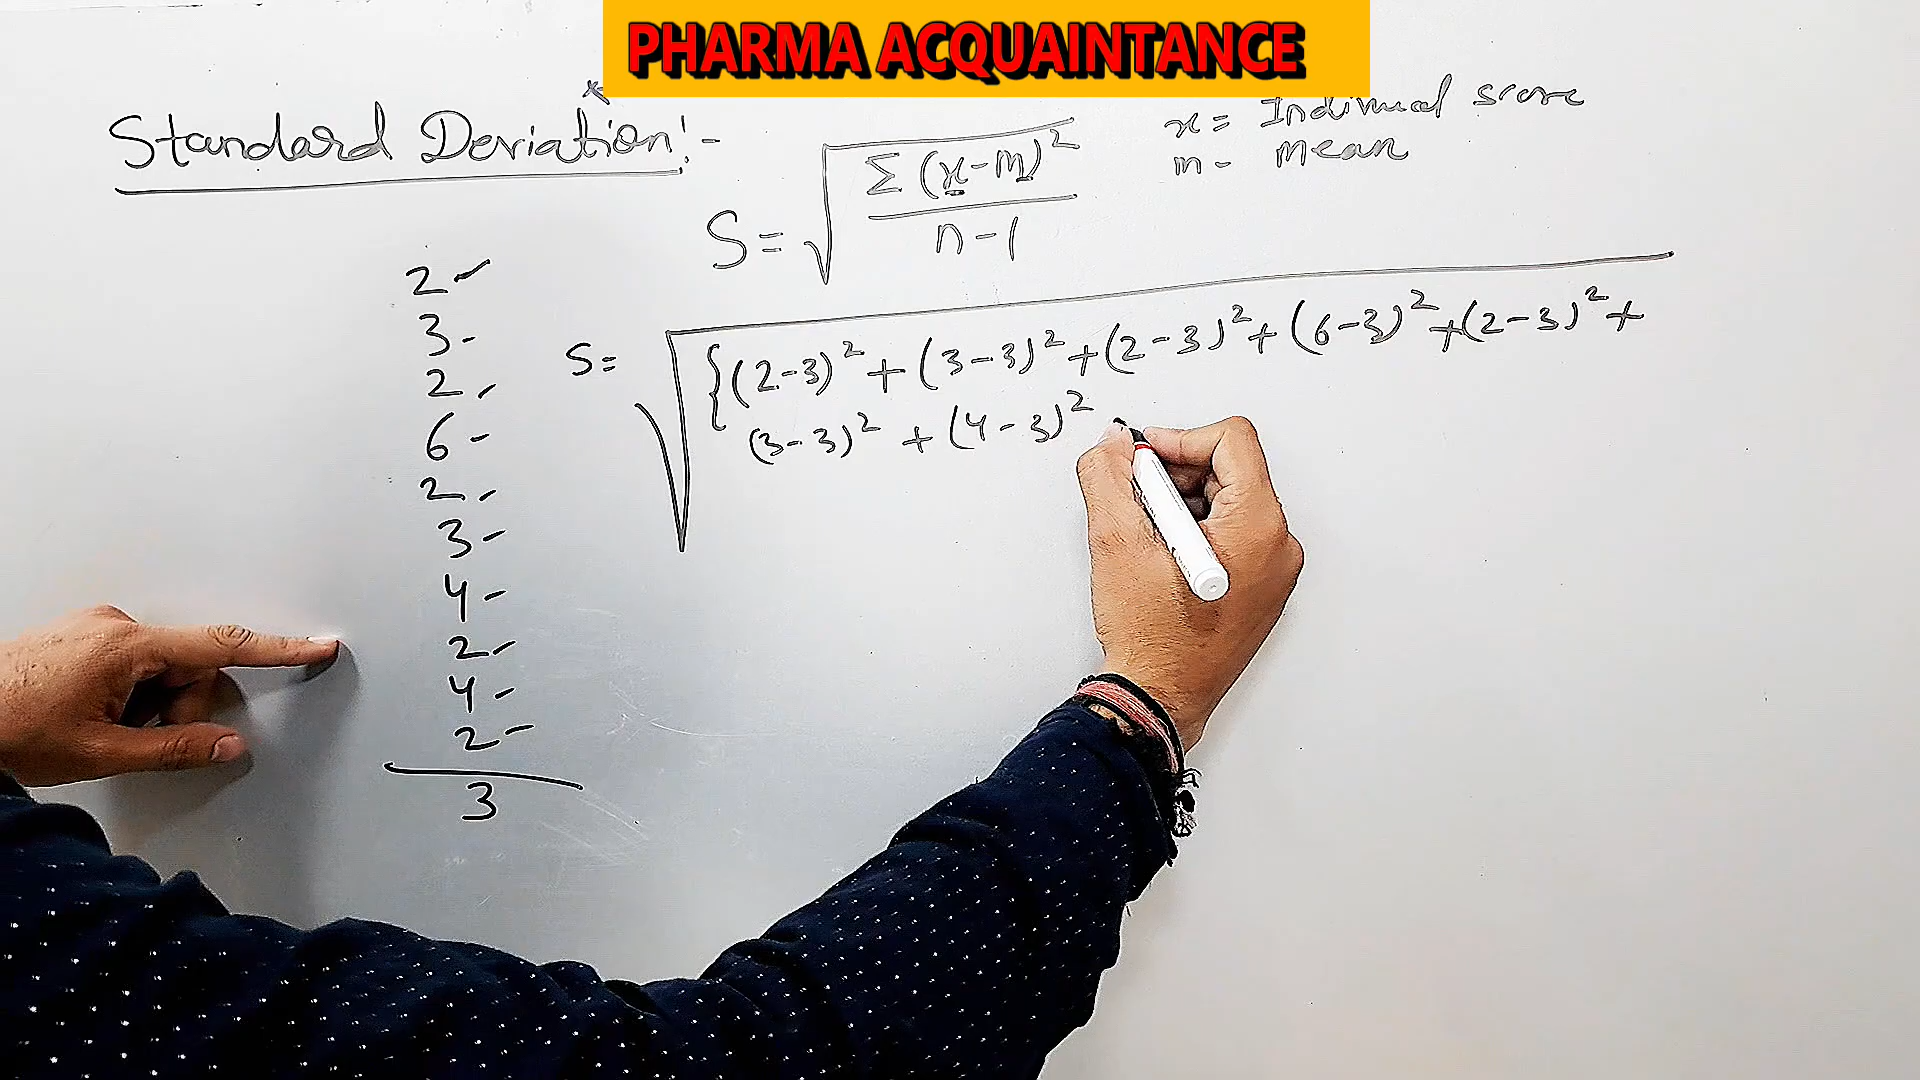 PHARMA ACQUAINTANCE
Standard Deviation:-
S = √(Σ(x-m)² / n-1)
x = Individual score
m - mean
2 -
3 -
2 -
6 -
2 -
3 -
4 -
2 -
4 -
2 -
3
S = √{(2-3)² + (3-3)² + (2-3)² + (6-3)² + (2-3)² +
(3-3)² + (4-3)²